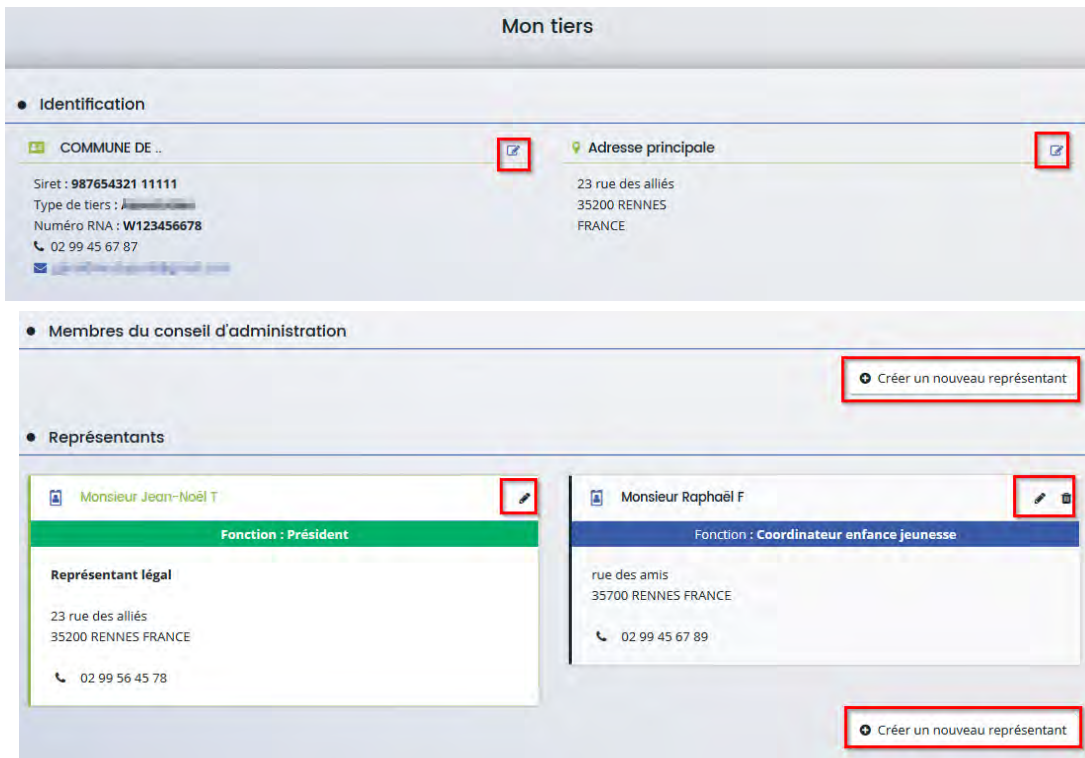 Mon tiers
Identification
COMMUNE DE ..
Siret : 987654321 11111
Type de tiers :
Numéro RNA : W123456678
02 99 45 67 87
Adresse principale
23 rue des alliés
35200 RENNES
FRANCE
Membres du conseil d'administration
Créer un nouveau représentant
Représentants
Monsieur Jean-Noël T
Fonction : Président
Représentant légal
23 rue des alliés
35200 RENNES FRANCE
02 99 56 45 78
Monsieur Raphaël F
Fonction : Coordinateur enfance jeunesse
rue des amis
35700 RENNES FRANCE
02 99 45 67 89
Créer un nouveau représentant